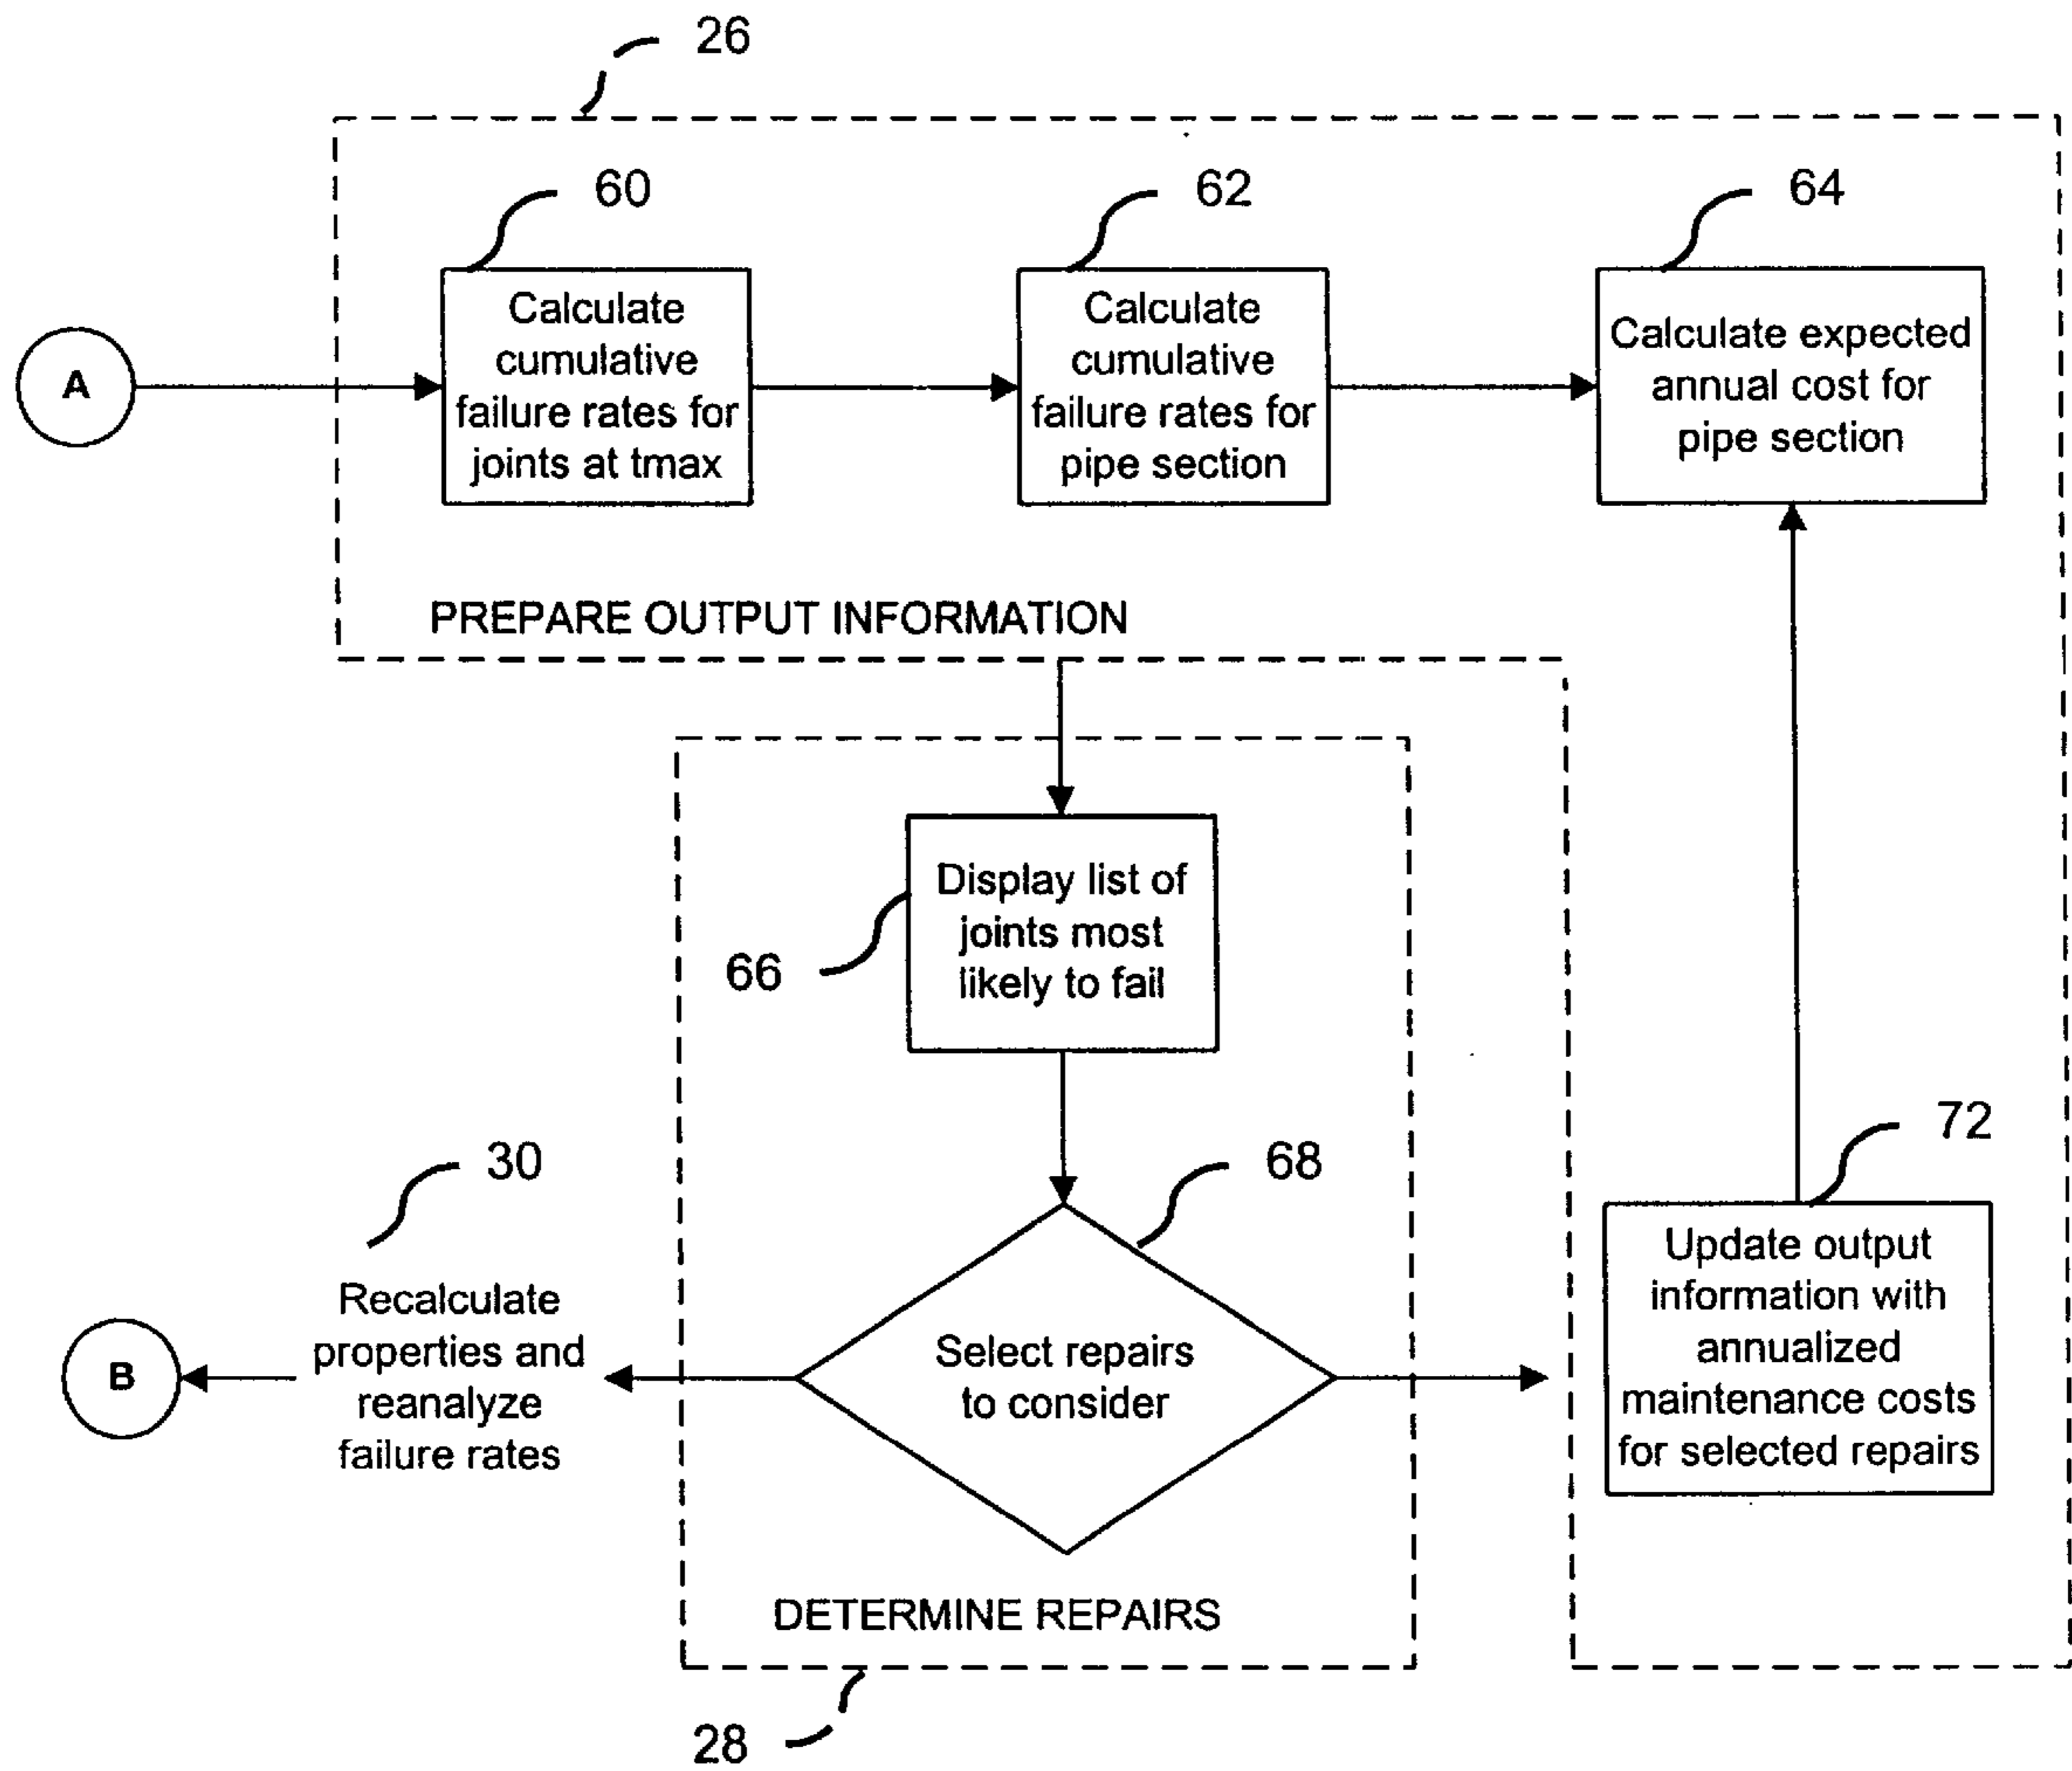 26
60
62
64
A
Calculate
cumulative
failure rates for
joints at tmax
Calculate
cumulative
failure rates for
pipe section
Calculate expected
annual cost for
pipe section
PREPARE OUTPUT INFORMATION
Display list of
joints most
likely to fail
66
30
68
72
B
Recalculate
properties and
reanalyze
failure rates
Select repairs
to consider
Update output
information with
annualized
maintenance costs
for selected repairs
DETERMINE REPAIRS
28